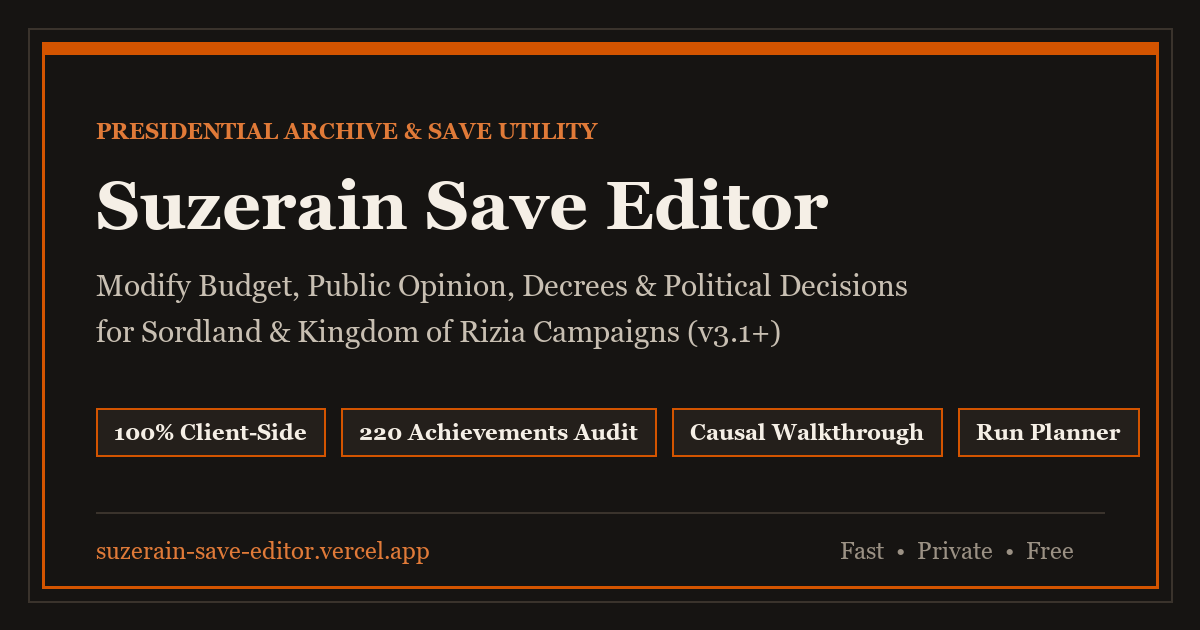 PRESIDENTIAL ARCHIVE & SAVE UTILITY
Suzerain Save Editor
Modify Budget, Public Opinion, Decrees & Political Decisions
for Sordland & Kingdom of Rizia Campaigns (v3.1+)
100% Client-Side
220 Achievements Audit
Causal Walkthrough
Run Planner
suzerain-save-editor.vercel.app
Fast • Private • Free